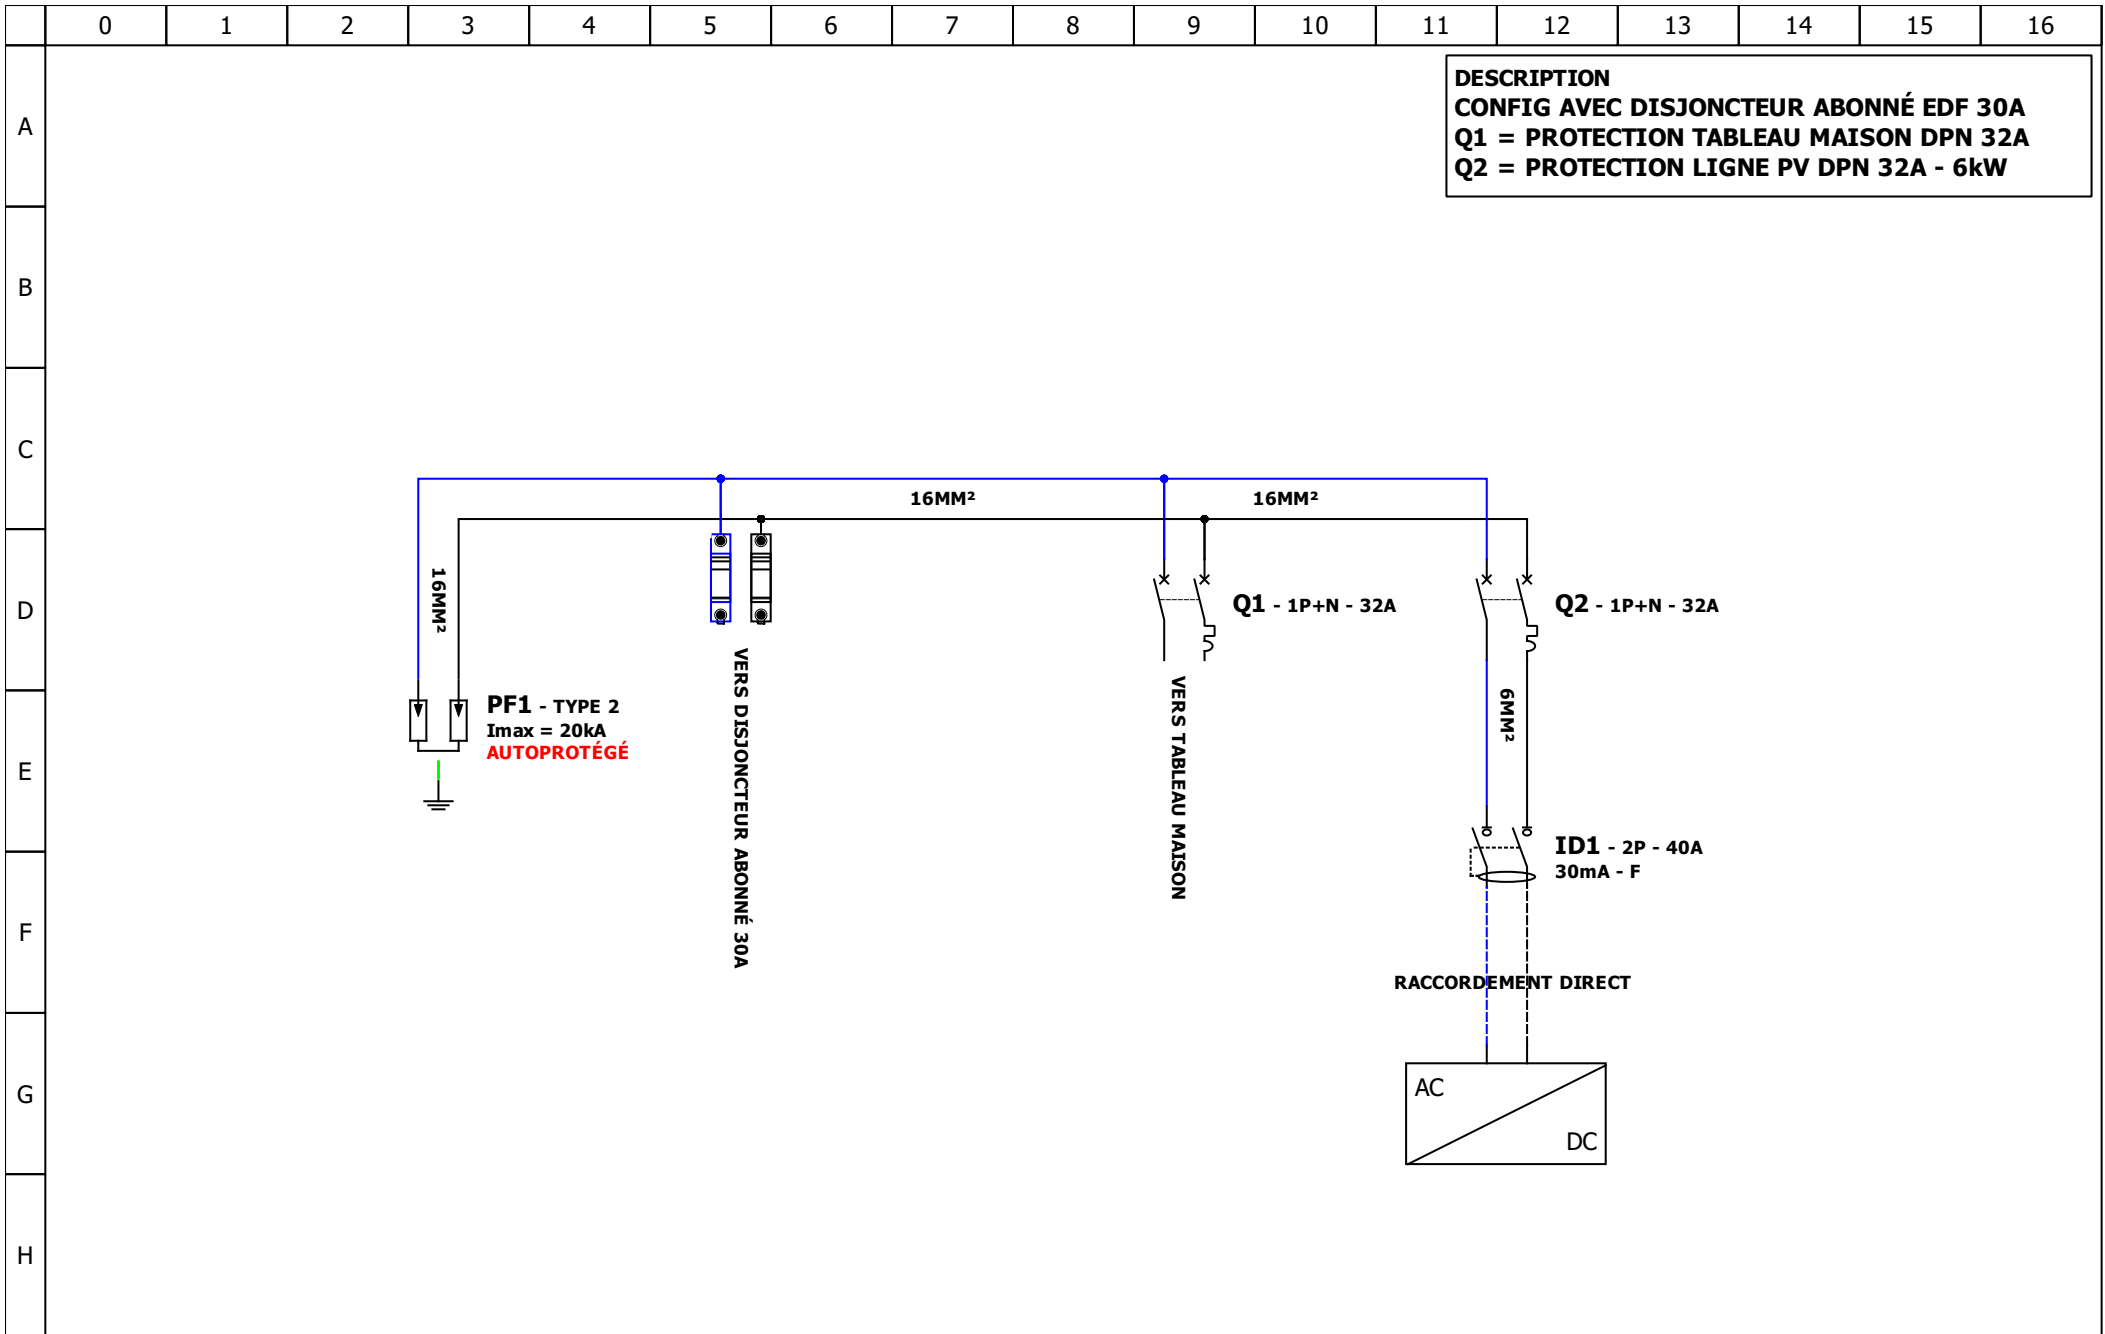 0 1 2 3 4 5 6 7 8 9 10 11 12 13 14 15 16
A
B
C
D
E
F
G
H
DESCRIPTION
CONFIG AVEC DISJONCTEUR ABONNÉ EDF 30A
Q1 = PROTECTION TABLEAU MAISON DPN 32A
Q2 = PROTECTION LIGNE PV DPN 32A - 6kW
16MM²
16MM²
16MM²
PF1 - TYPE 2
Imax = 20kA
AUTOPROTÉGÉ
VERS DISJONCTEUR ABONNÉ 30A
Q1 - 1P+N - 32A
VERS TABLEAU MAISON
Q2 - 1P+N - 32A
6MM²
ID1 - 2P - 40A
30mA - F
RACCORDEMENT DIRECT
AC
DC